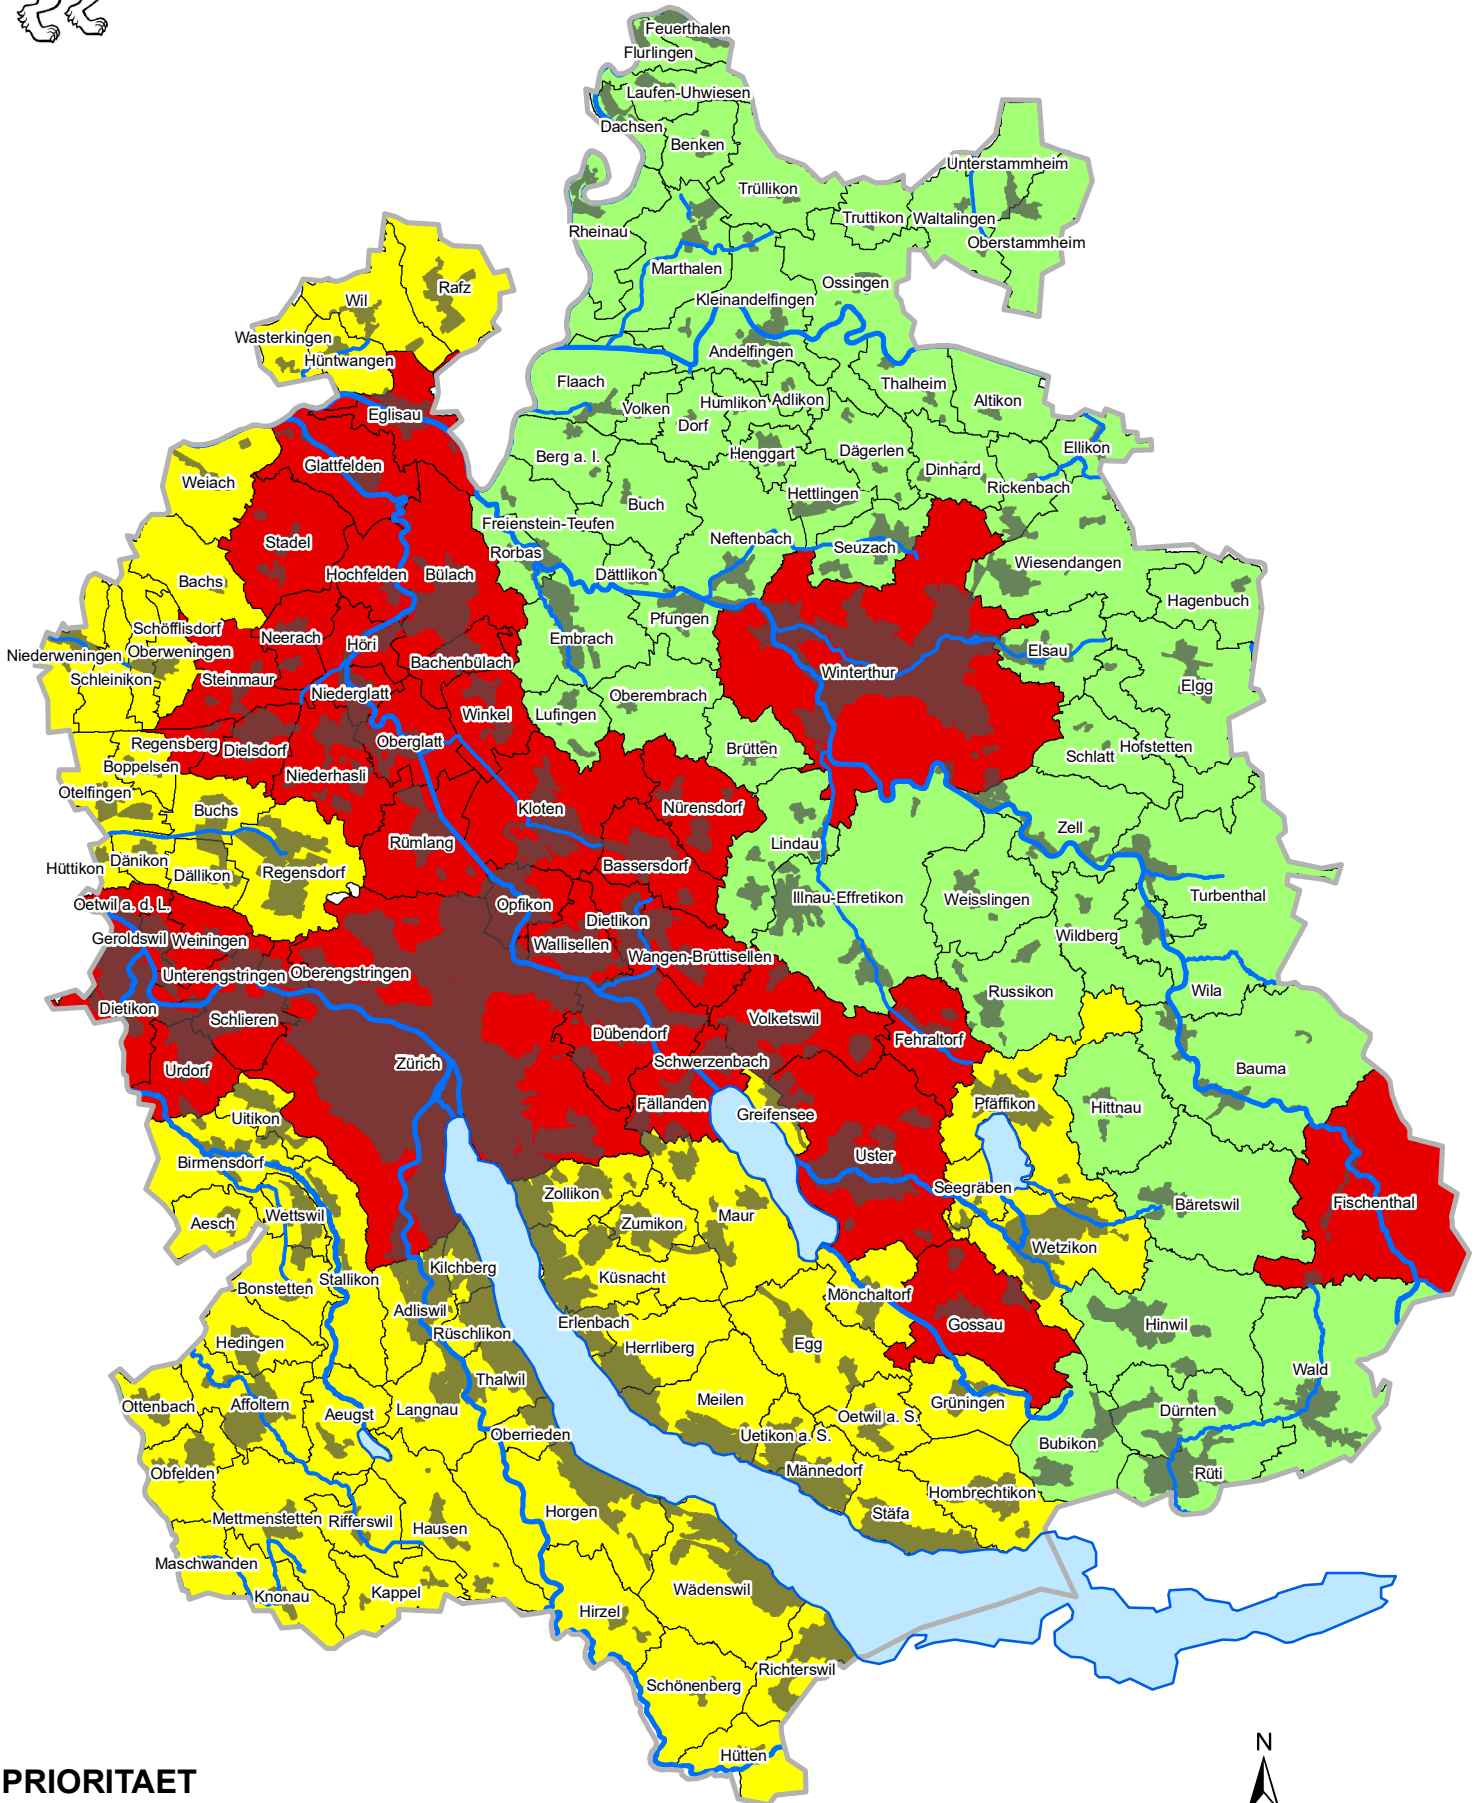 Feuerthalen
Flurlingen
Laufen-Uhwiesen
Dachsen
Benken
Unterstammheim
Trüllikon
Truttikon
Waltalingen
Rheinau
Oberstammheim
Marthalen
Ossingen
Rafz
Wil
Kleinandelfingen
Wasterkingen
Andelfingen
Hüntwangen
Flaach
Thalheim
Altikon
Humlikon
Adlikon
Volken
Eglisau
Dorf
Ellikon
Henggart
Dägerlen
Berg a. I.
Glattfelden
Dinhard
Weiach
Rickenbach
Hettlingen
Buch
Freienstein-Teufen
Neftenbach
Stadel
Seuzach
Rorbas
Wiesendangen
Hochfelden
Bülach
Dättlikon
Bachs
Hagenbuch
Pfungen
Schöfflisdorf
Neerach
Embrach
Höri
Elsau
Oberweningen
Niederweningen
Bachenbülach
Winterthur
Schleinikon
Steinmaur
Elgg
Niederglatt
Oberembrach
Winkel
Lufingen
Oberglatt
Regensberg
Dielsdorf
Brütten
Hofstetten
Schlatt
Boppelsen
Niederhasli
Otelfingen
Nürensdorf
Kloten
Buchs
Zell
Rümlang
Lindau
Dänikon
Bassersdorf
Hüttikon
Dällikon
Regensdorf
Turbenthal
Illnau-Effretikon
Weisslingen
Oetwil a. d. L.
Opfikon
Dietlikon
Wildberg
Geroldswil
Weiningen
Wallisellen
Wangen-Brüttisellen
Unterengstringen
Oberengstringen
Wila
Russikon
Dietikon
Schlieren
Volketswil
Dübendorf
Fehraltorf
Schwerzenbach
Zürich
Urdorf
Bauma
Fällanden
Pfäffikon
Hittnau
Greifensee
Uitikon
Uster
Birmensdorf
Seegräben
Zollikon
Fischenthal
Bäretswil
Wettswil
Maur
Aesch
Zumikon
Wetzikon
Kilchberg
Küsnacht
Stallikon
Bonstetten
Mönchaltorf
Adliswil
Erlenbach
Gossau
Hinwil
Rüschlikon
Hedingen
Egg
Herrliberg
Wald
Thalwil
Meilen
Grüningen
Affoltern
Ottenbach
Langnau
Dürnten
Aeugst
Oetwil a. S.
Oberrieden
Uetikon a. S.
Bubikon
Obfelden
Männedorf
Rüti
Hombrechtikon
Horgen
Stäfa
Mettmenstetten
Rifferswil
Hausen
Maschwanden
Wädenswil
Kappel
Knonau
Hirzel
Richterswil
Schönenberg
N
Hütten
PRIORITAET